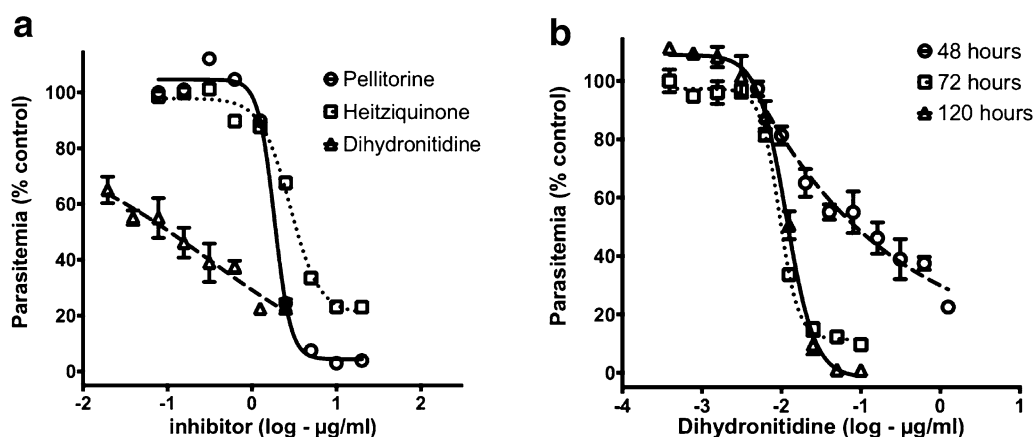 a
Parasitemia (% control)
100
80
60
40
20
0
-2
-1
0
1
2
inhibitor (log - µg/ml)
Pellitorine
Heitziquinone
Dihydronitidine
b
Parasitemia (% control)
100
80
60
40
20
0
-4
-3
-2
-1
0
1
Dihydronitidine (log - µg/ml)
48 hours
72 hours
120 hours